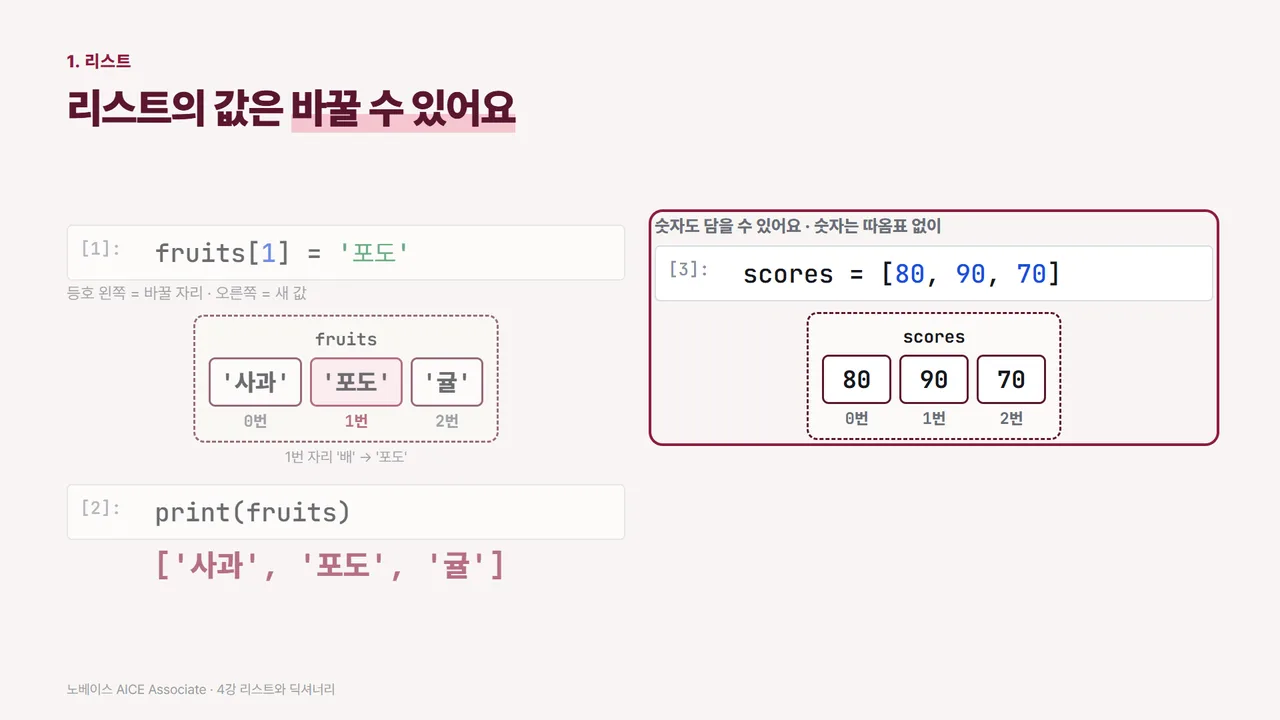 1. 리스트
리스트의 값은 바꿀 수 있어요
[1]: fruits[1] = '포도'
등호 왼쪽 = 바꿀 자리 · 오른쪽 = 새 값
fruits
'사과' '포도' '귤'
0번 1번 2번
1번 자리 '배' → '포도'
[2]: print(fruits)
['사과', '포도', '귤']
숫자도 담을 수 있어요 · 숫자는 따옴표 없이
[3]: scores = [80, 90, 70]
scores
80 90 70
0번 1번 2번
노베이스 AICE Associate · 4강 리스트와 딕셔너리